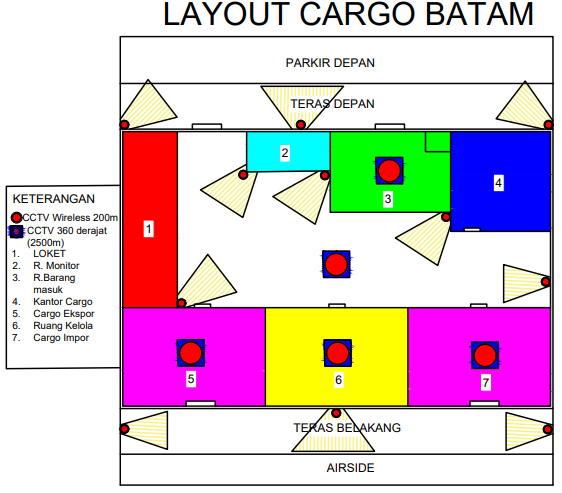 LAYOUT CARGO BATAM
PARKIR DEPAN
TERAS DEPAN
2
3
4
1
KETERANGAN
CCTV Wireless 200m
CCTV 360 derajat
(2500m)
1. LOKET
2. R. Monitor
3. R.Barang
masuk
4. Kantor Cargo
5. Cargo Ekspor
6. Ruang Kelola
7. Cargo Impor
5
6
7
TERAS BELAKANG
AIRSIDE